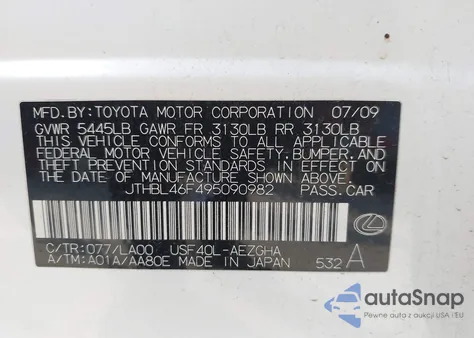 MFD.BY:TOYOTA MOTOR CORPORATION 07/09
GVWR 5445LB GAWR FR 3130LB RR 3130LB
THIS VEHICLE CONFORMS TO ALL APPLICABLE
FEDERAL MOTOR VEHICLE SAFETY, BUMPER, AND
THEFT PREVENTION STANDARDS IN EFFECT ON
THE DATE OF MANUFACTURE SHOWN ABOVE.
JTHBL46F495090982 PASS.CAR
C/TR:077/LA00 USF40L-AEZGHA
A/TM:A01A/AA80E MADE IN JAPAN 532 A
autoSnap
Pewne auto z aukcji USA i EU